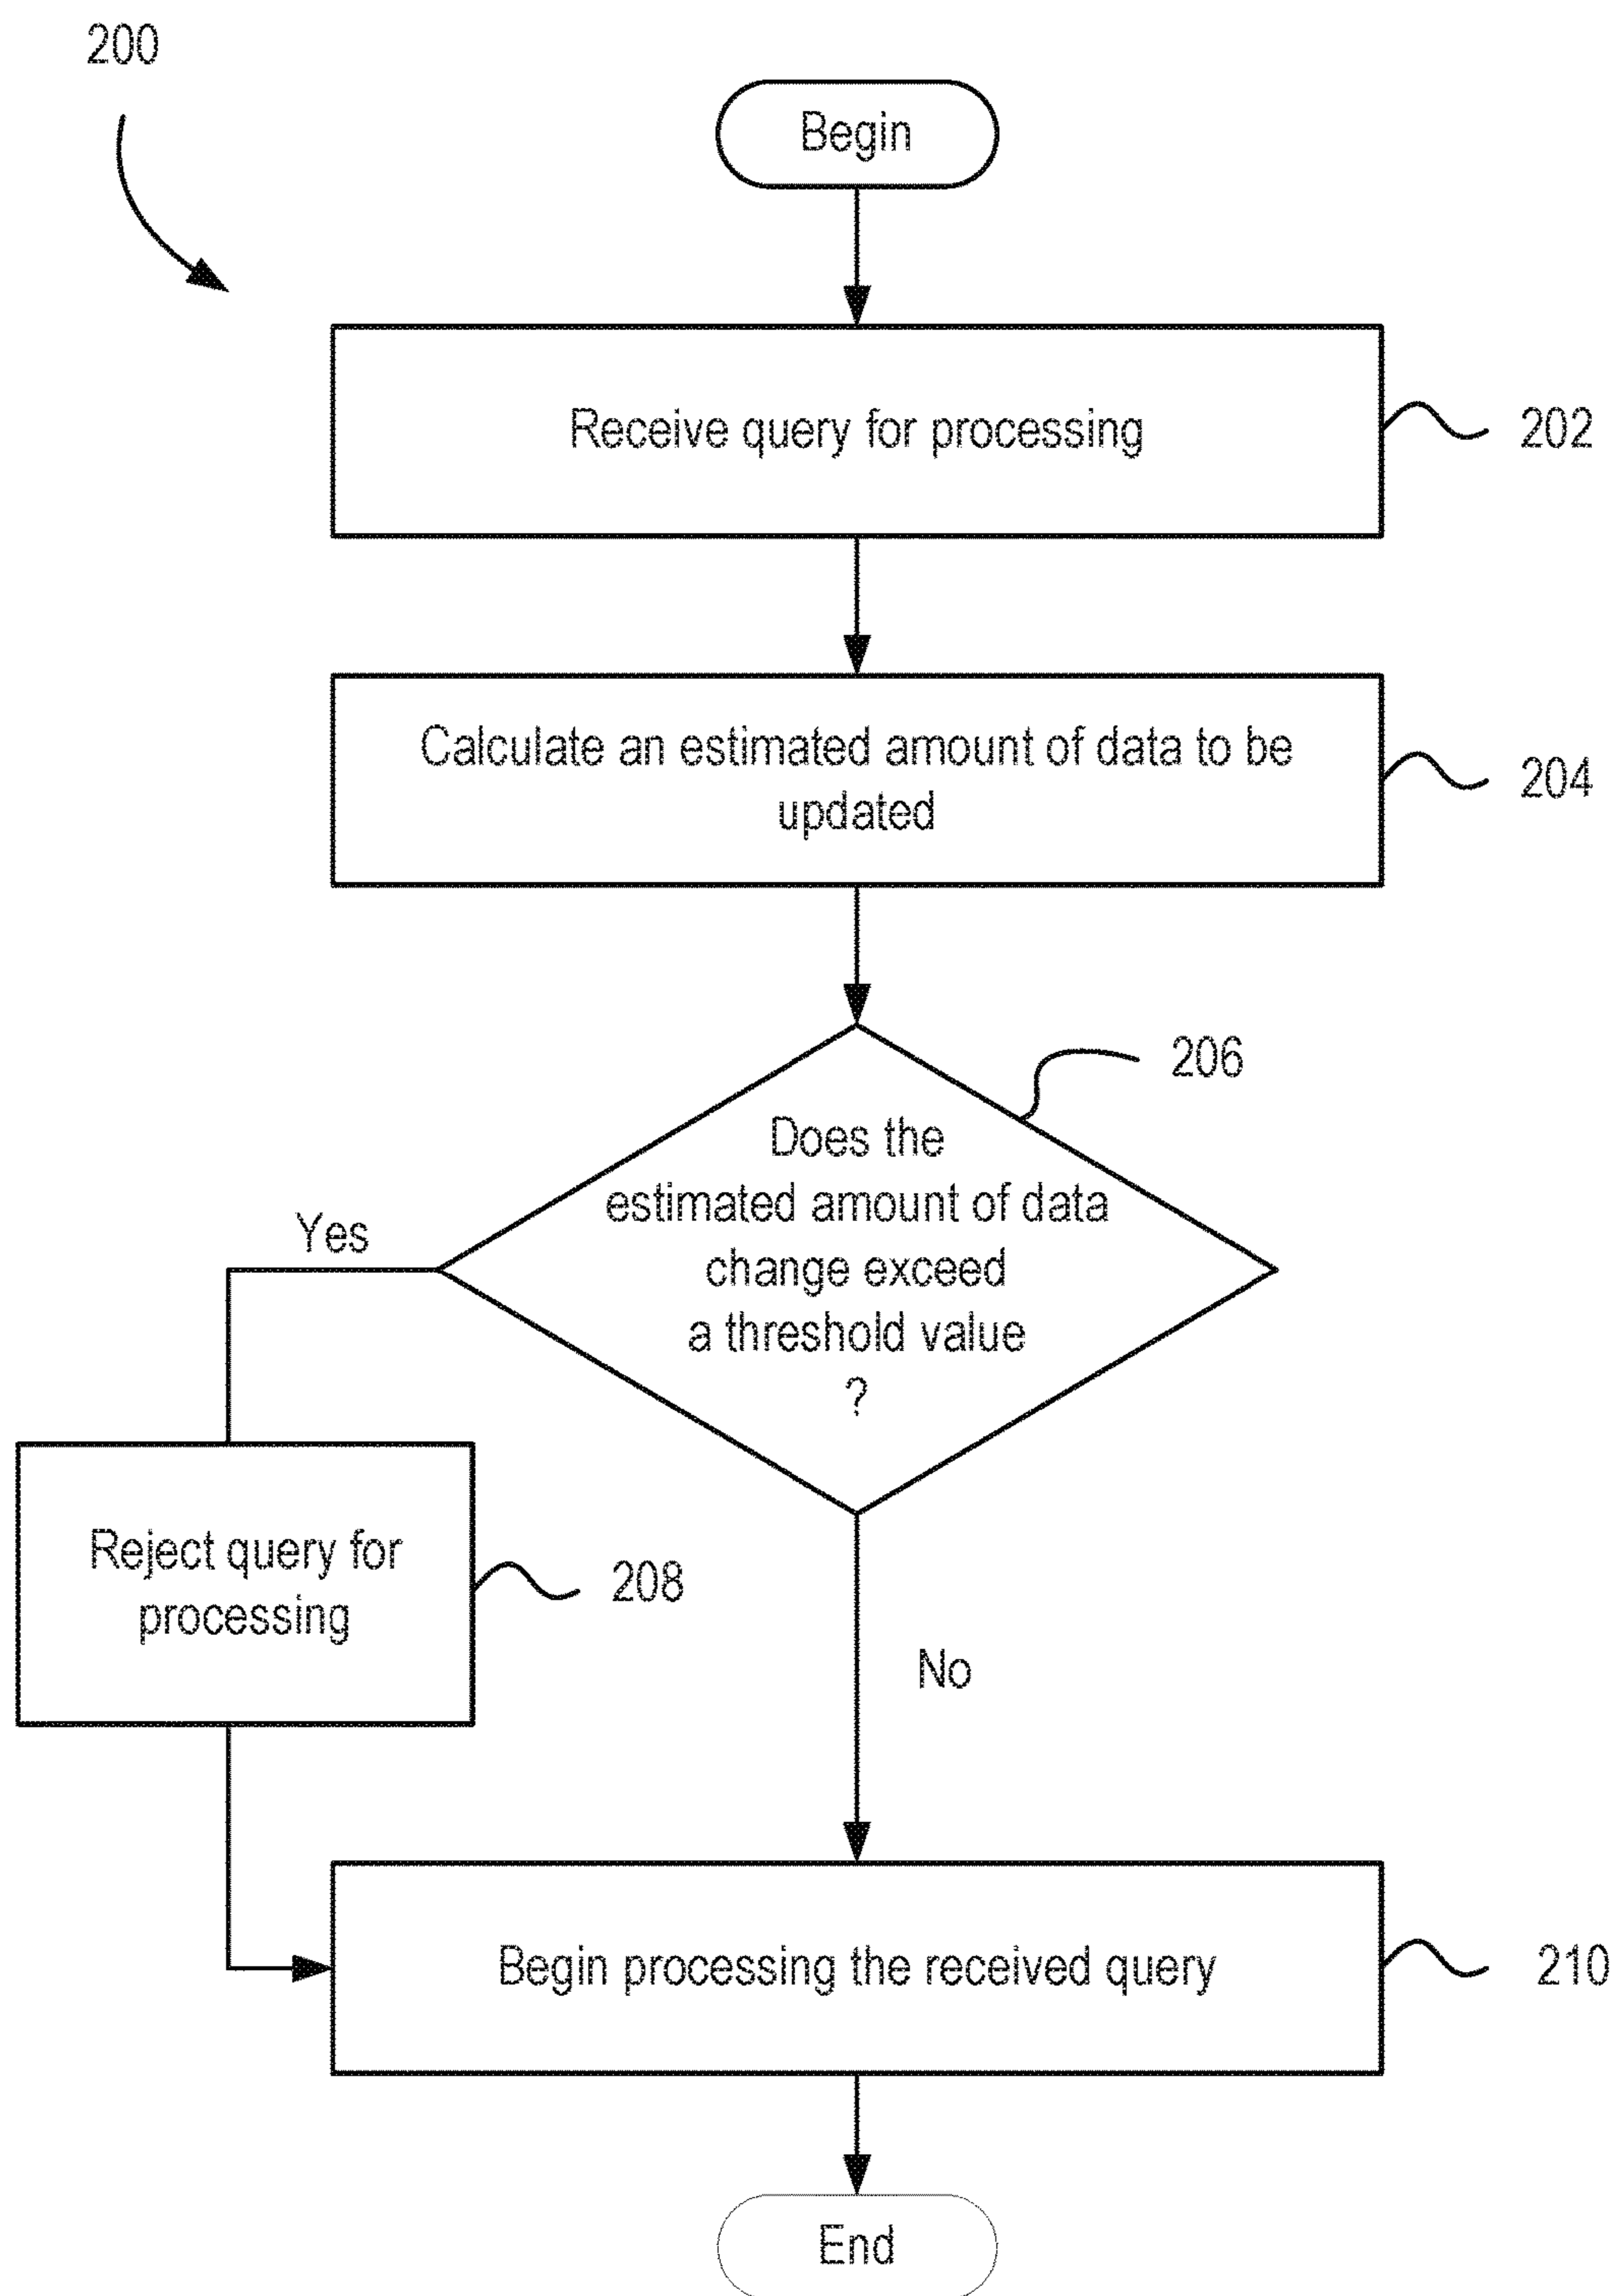 200
Begin
Receive query for processing
202
Calculate an estimated amount of data to be
updated
204
206
Does the
estimated amount of data
change exceed
a threshold value
?
Yes
Reject query for
processing
208
No
Begin processing the received query
210
End